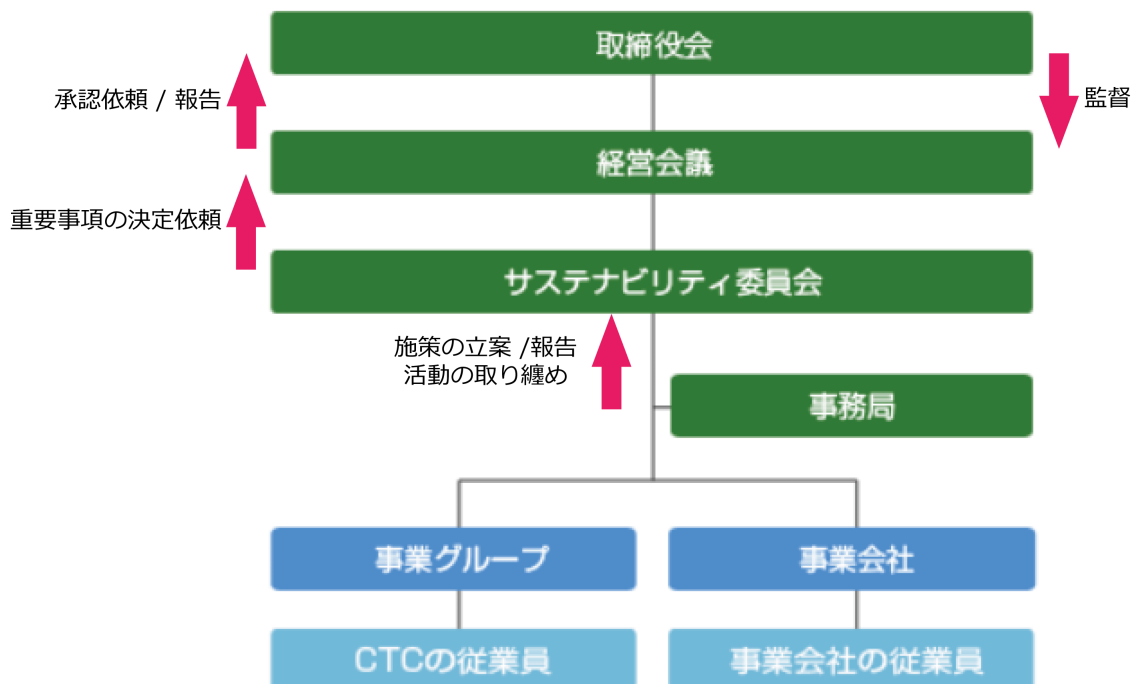 取締役会
承認依頼 / 報告
監督
経営会議
重要事項の決定依頼
サステナビリティ委員会
施策の立案 /報告
活動の取り纏め
事務局
事業グループ
事業会社
CTCの従業員
事業会社の従業員